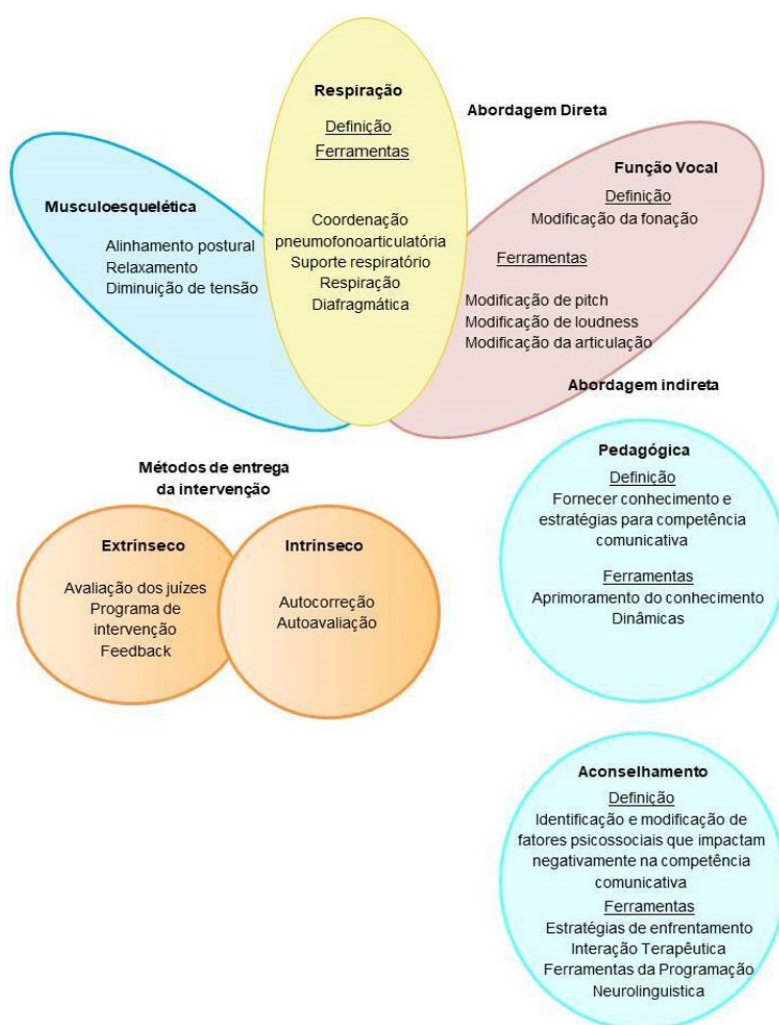 Respiração
Definição
Ferramentas
Coordenação
pneumofonoarticulatória
Suporte respiratório
Respiração
Diafragmática
Abordagem Direta
Musculoesquelética
Alinhamento postural
Relaxamento
Diminuição de tensão
Função Vocal
Definição
Modificação da fonação
Ferramentas
Modificação de pitch
Modificação de loudness
Modificação da articulação
Abordagem indireta
Métodos de entrega
da intervenção
Extrínseco
Avaliação dos juízes
Programa de
intervenção
Feedback
Intrínseco
Autocorreção
Autoavaliação
Pedagógica
Definição
Fornecer conhecimento e
estratégias para competência
comunicativa
Ferramentas
Aprimoramento do conhecimento
Dinâmicas
Aconselhamento
Definição
Identificação e modificação de
fatores psicossociais que impactam
negativamente na competência
comunicativa
Ferramentas
Estratégias de enfrentamento
Interação Terapêutica
Ferramentas da Programação
Neurolinguistica